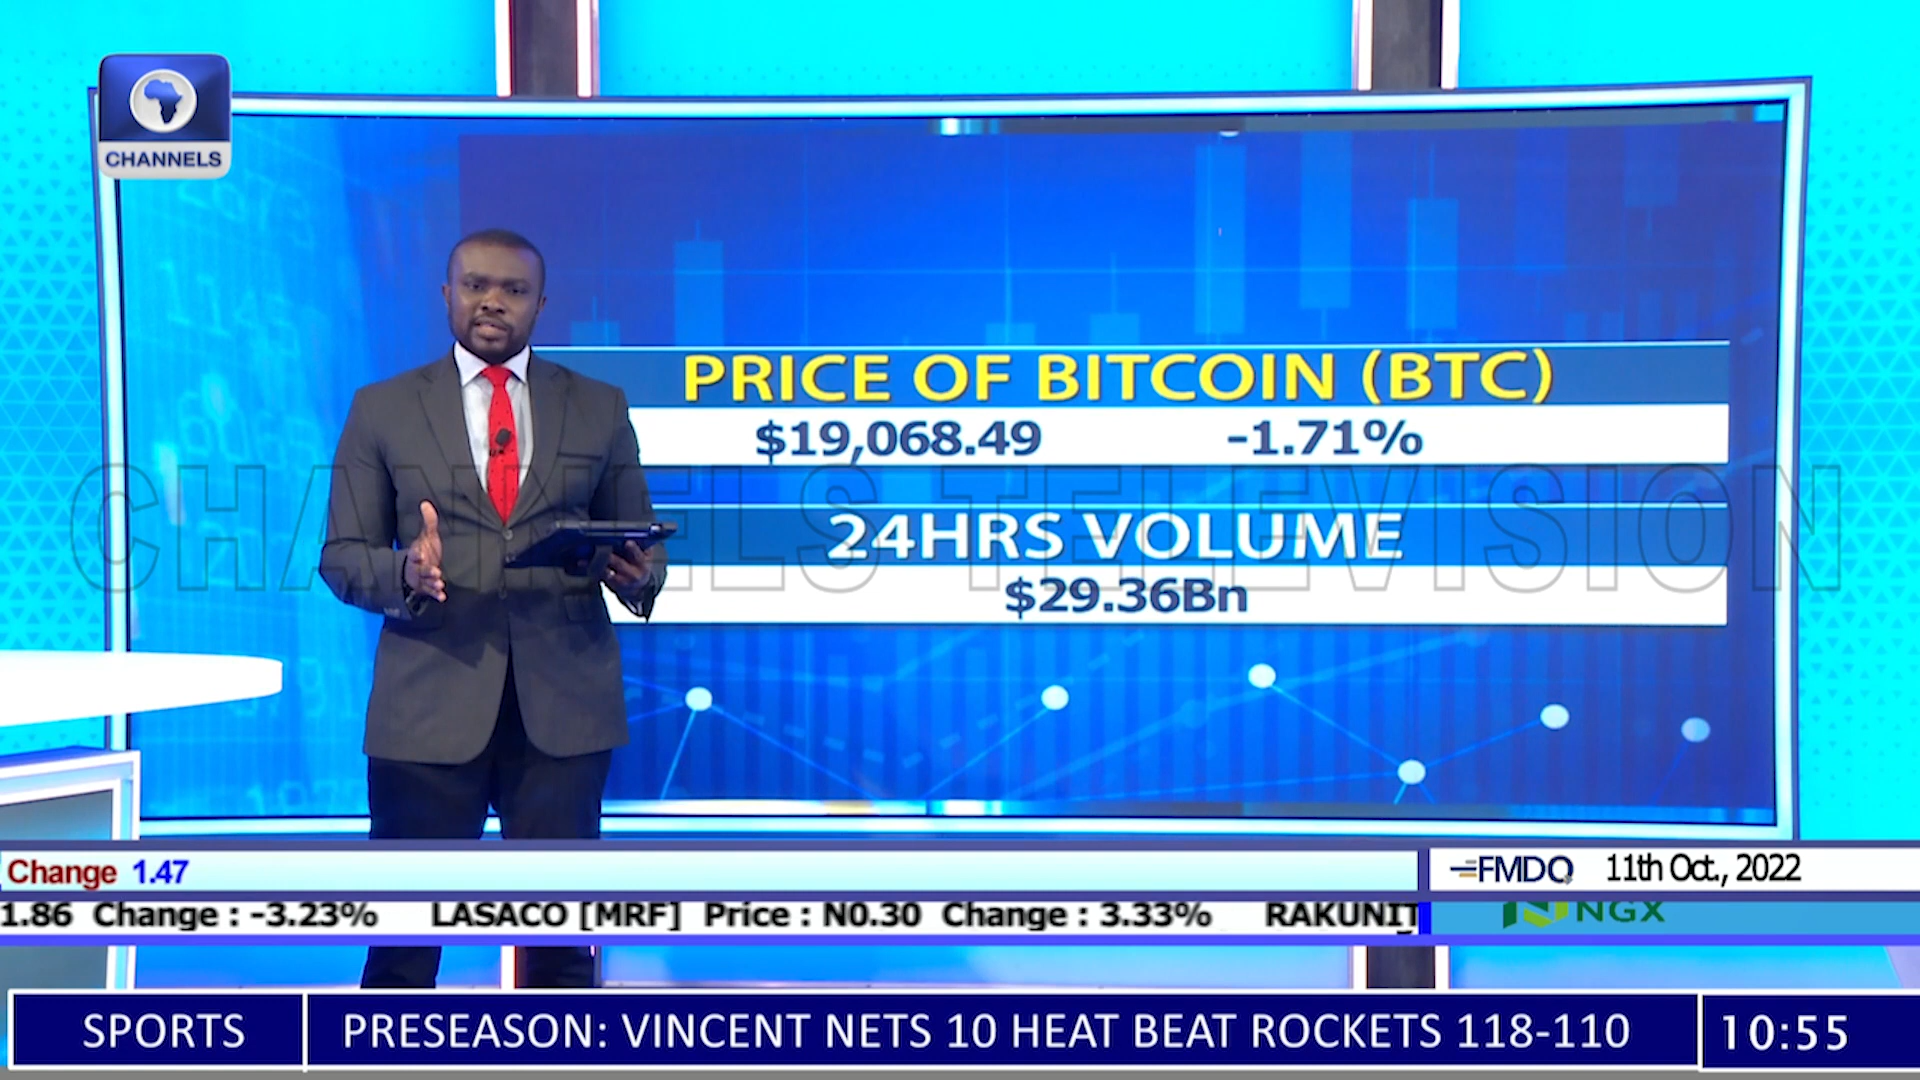 CHANNELS
PRICE OF BITCOIN (BTC)
$19,068.49 -1.71%
CHANNELS TELEVISION
24HRS VOLUME
$29.36Bn
Change 1.47
FMDQ 11th Oct., 2022
1.86 Change : -3.23% LASACO [MRF] Price : N0.30 Change : 3.33% RAKUNIT
NGX
SPORTS PRESEASON: VINCENT NETS 10 HEAT BEAT ROCKETS 118-110 10:55